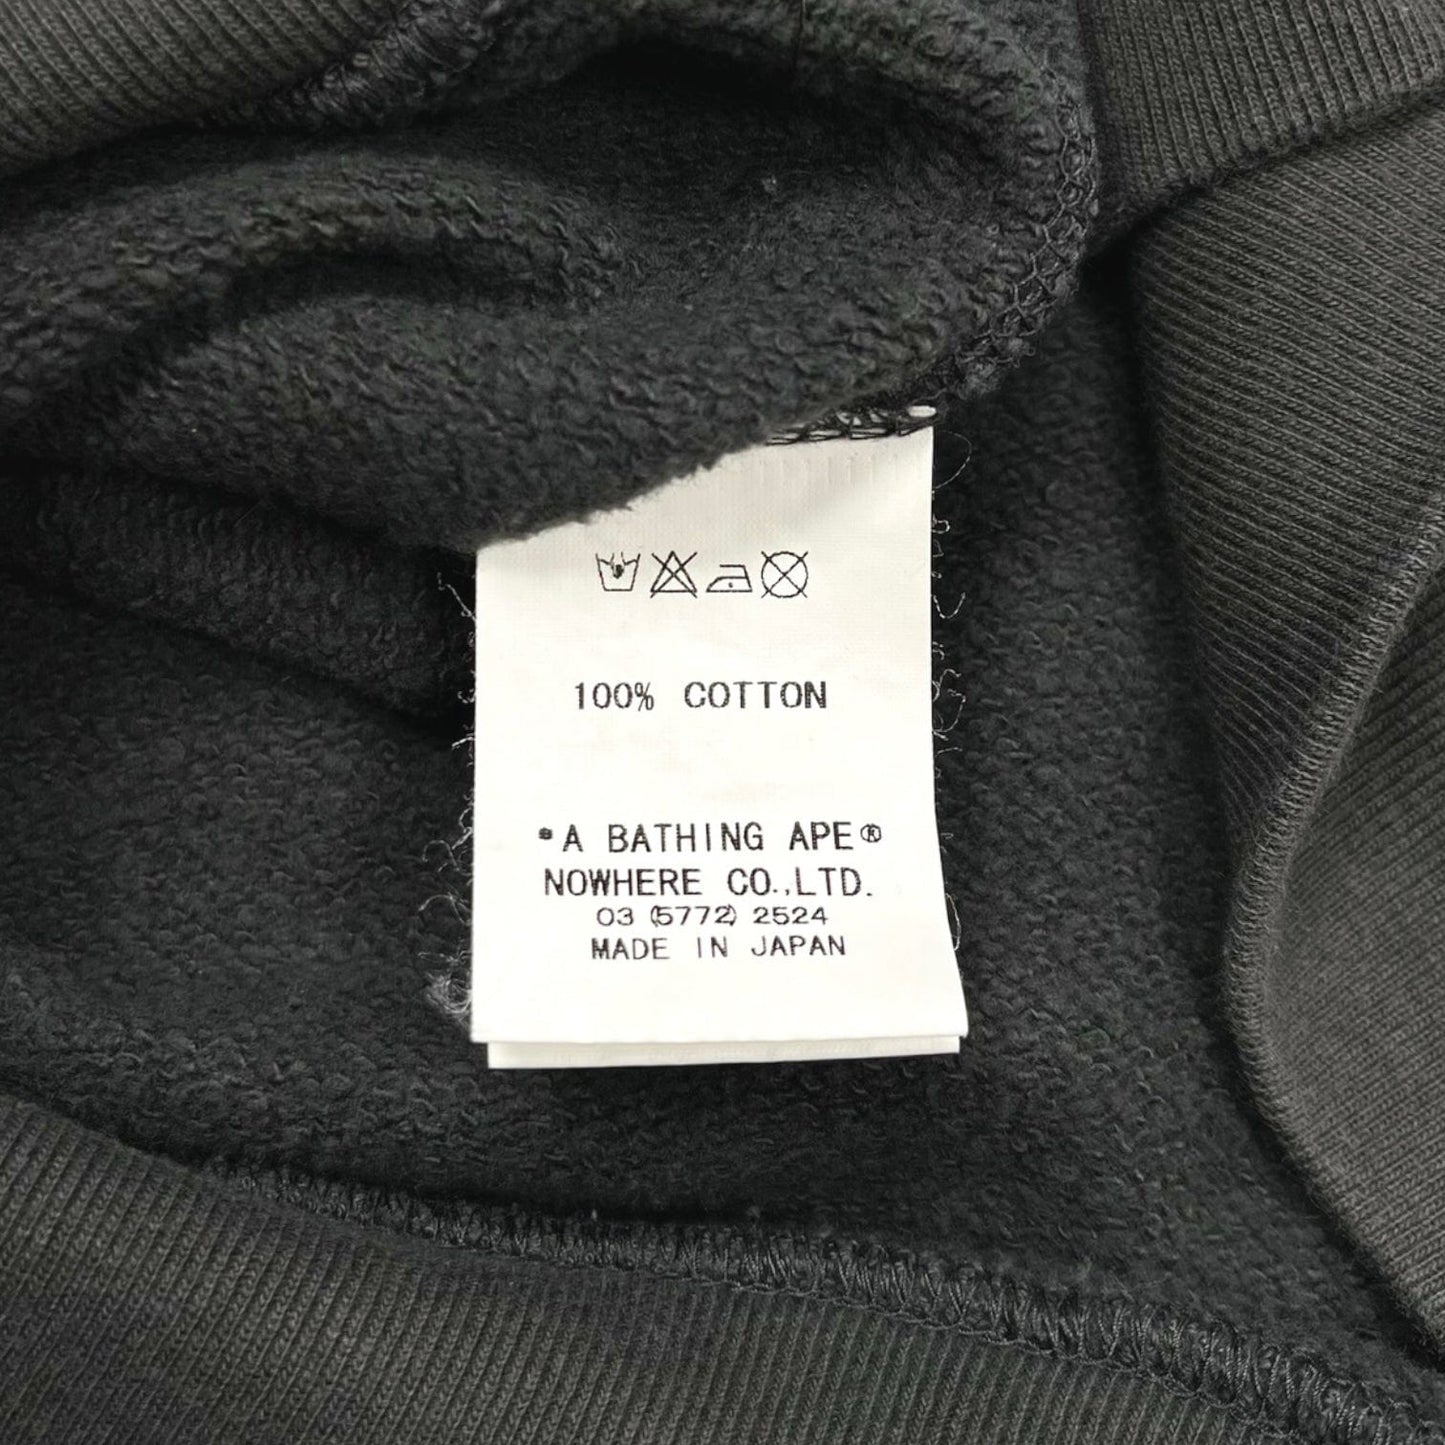 100% COTTON
*A BATHING APE®
NOWHERE CO.,LTD.
03 (5772) 2524
MADE IN JAPAN